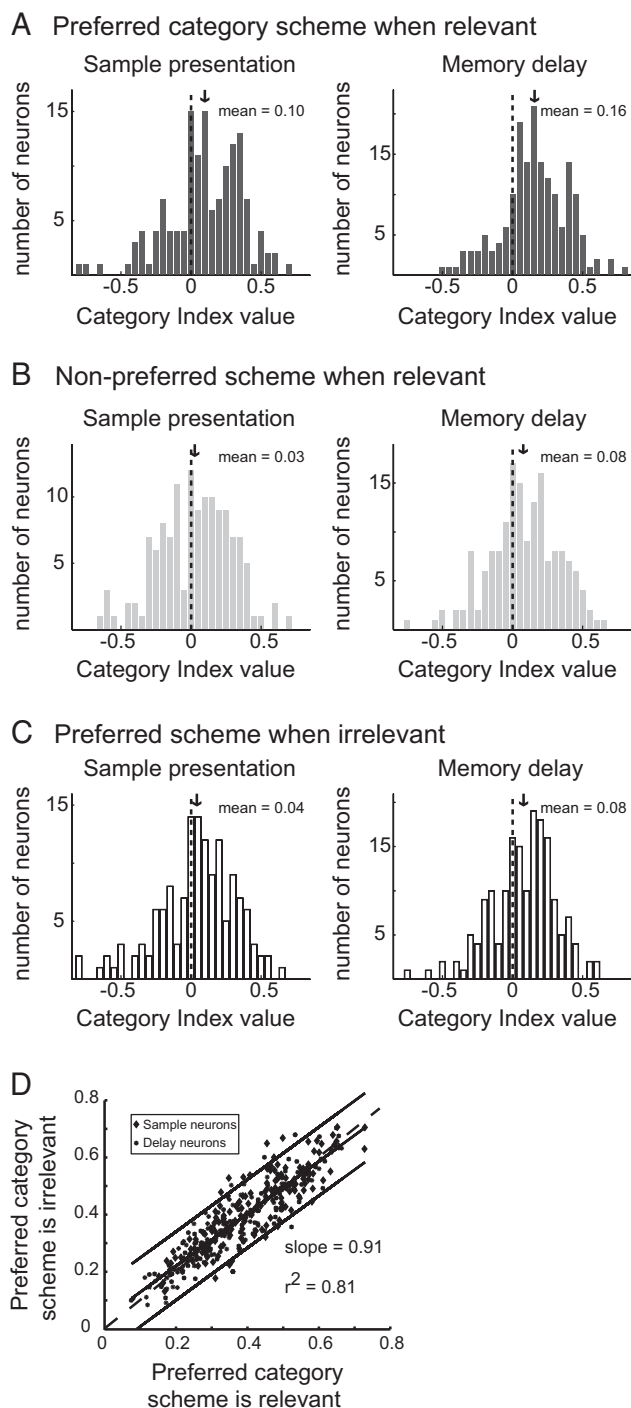 A Preferred category scheme when relevant
Sample presentation
Memory delay
number of neurons
15
5
mean = 0.10
-0.5
0
0.5
Category Index value
number of neurons
15
5
mean = 0.16
-0.5
0
0.5
Category Index value
B Non-preferred scheme when relevant
Sample presentation
Memory delay
number of neurons
10
5
mean = 0.03
-0.5
0
0.5
Category Index value
number of neurons
15
5
mean = 0.08
-0.5
0
0.5
Category Index value
C Preferred scheme when irrelevant
Sample presentation
Memory delay
number of neurons
15
5
mean = 0.04
-0.5
0
0.5
Category Index value
number of neurons
15
5
mean = 0.08
-0.5
0
0.5
Category Index value
D
Preferred category
scheme is irrelevant
0.8
0.6
0.4
0.2
0
Sample neurons
Delay neurons
slope = 0.91
r2 = 0.81
0
0.2
0.4
0.6
0.8
Preferred category
scheme is relevant